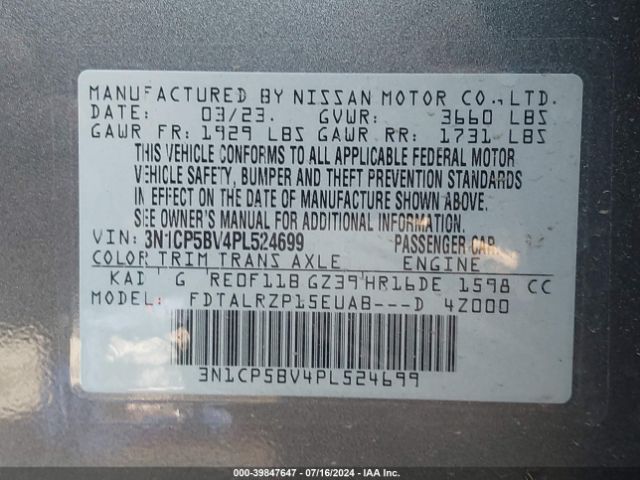 MANUFACTURED BY NISSAN MOTOR CO., LTD.
DATE: 03/23. GVWR: 3660 LBS
GAWR FR: 1929 LBS GAWR RR: 1731 LBS
THIS VEHICLE CONFORMS TO ALL APPLICABLE FEDERAL MOTOR
VEHICLE SAFETY, BUMPER AND THEFT PREVENTION STANDARDS
IN EFFECT ON THE DATE OF MANUFACTURE SHOWN ABOVE.
SEE OWNER'S MANUAL FOR ADDITIONAL INFORMATION.
VIN: 3N1CP5BV4PL524699 PASSENGER CAR
COLOR TRIM TRANS AXLE ENGINE
KAD G RE0F11B GZ39 HR16DE 1598 CC
MODEL: FDTALRZP15EUAB---D 4Z000
3N1CP5BV4PL524699
ID:000-39847647 / 07/16/2024 - IAA Inc.